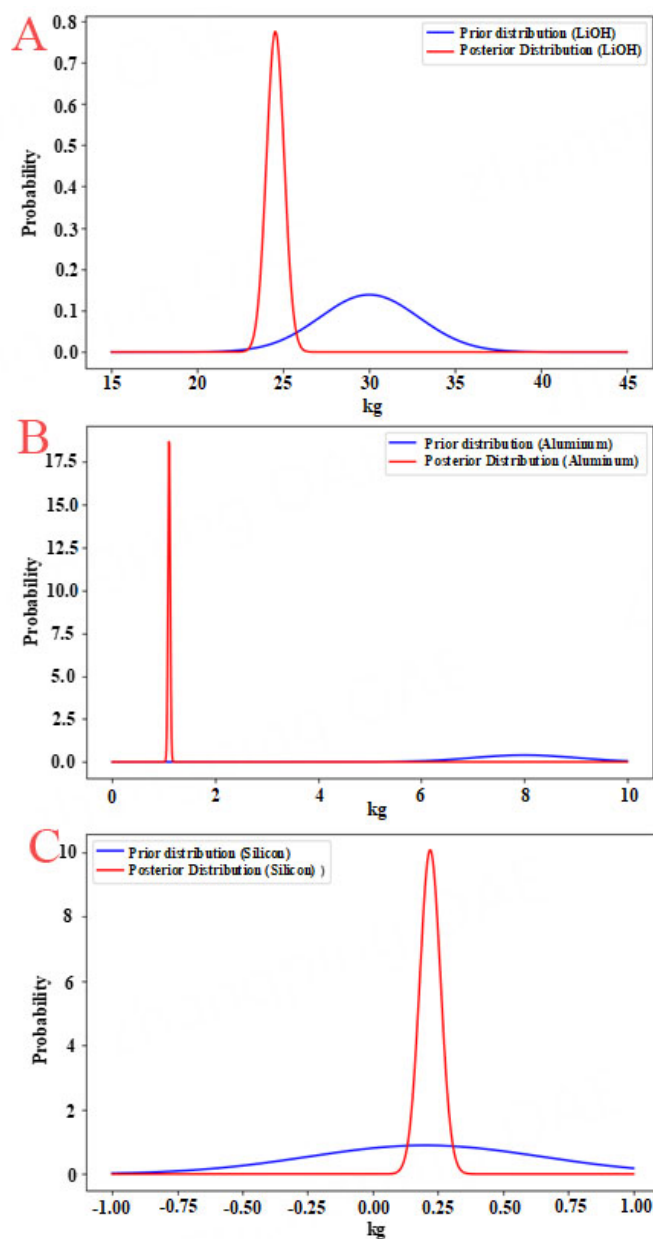 A
Prior distribution (LiOH)
Posterior Distribution (LiOH)
0.8
0.7
0.6
0.5
0.4
0.3
0.2
0.1
0.0
Probability
15 20 25 30 35 40 45
kg
B
Prior distribution (Aluminum)
Posterior Distribution (Aluminum)
17.5
15.0
12.5
10.0
7.5
5.0
2.5
0.0
Probability
0 2 4 6 8 10
kg
C
Prior distribution (Silicon)
Posterior Distribution (Silicon) )
10
8
6
4
2
0
Probability
-1.00 -0.75 -0.50 -0.25 0.00 0.25 0.50 0.75 1.00
kg